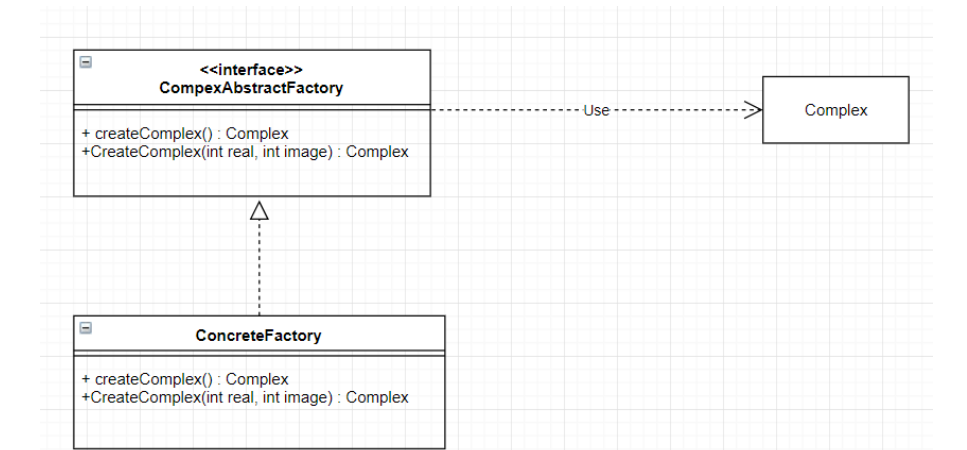 <<interface>>
CompexAbstractFactory
+ createComplex() : Complex
+CreateComplex(int real, int image) : Complex
Use
Complex
ConcreteFactory
+ createComplex() : Complex
+CreateComplex(int real, int image) : Complex